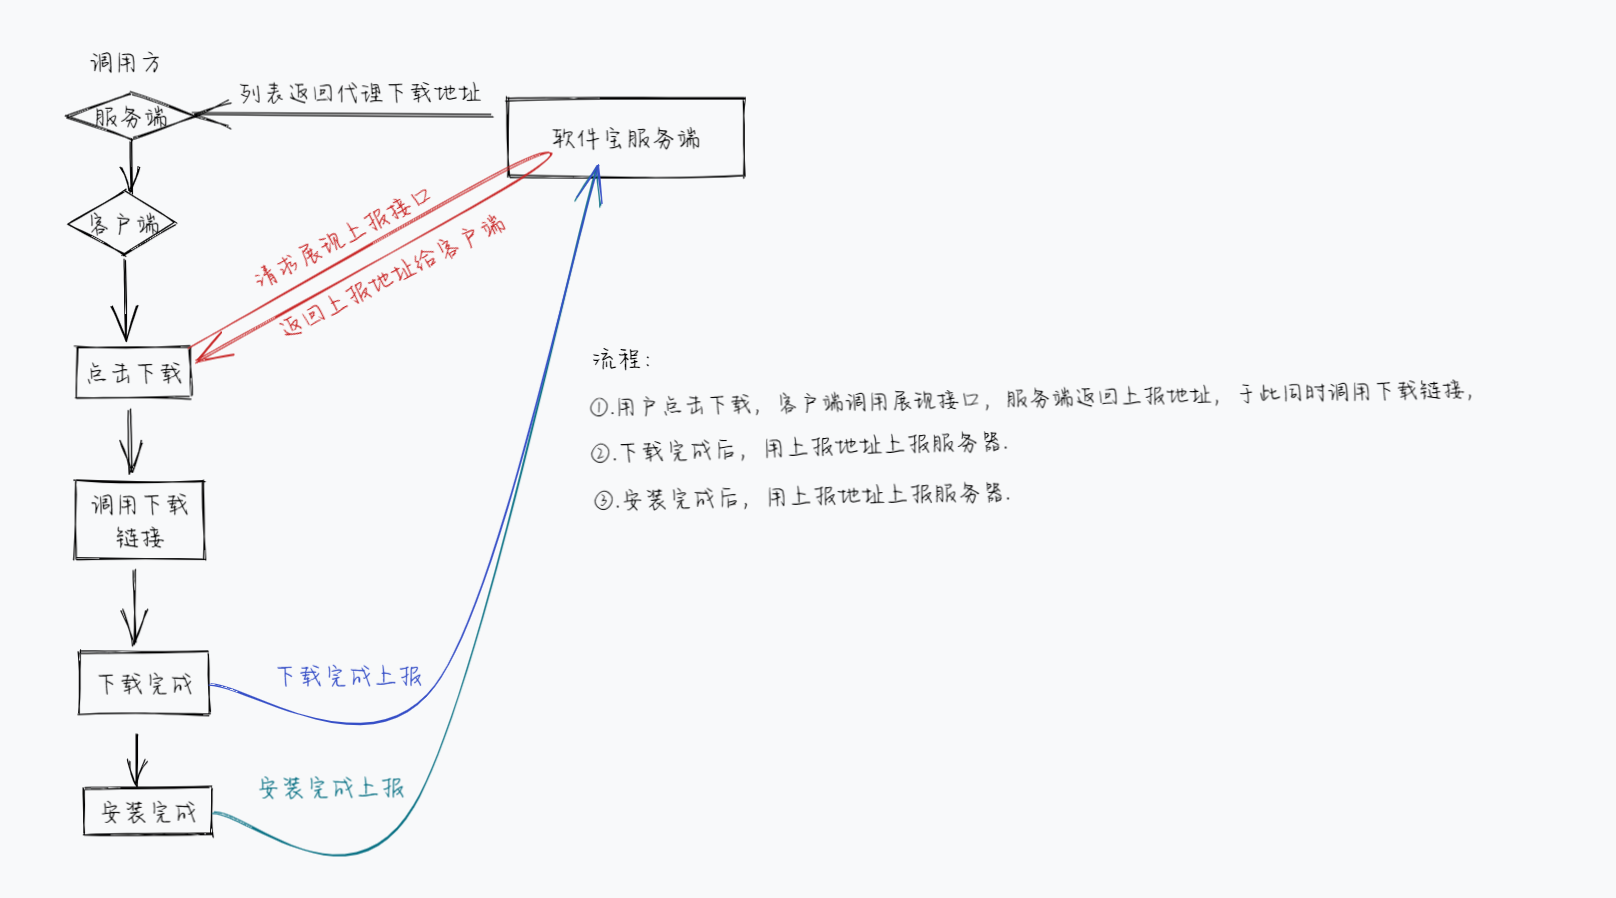 调用方
服务端
列表返回代理下载地址
软件宝服务端
客户端
请求展现上报接口
返回上报地址给客户端
点击下载
调用下载
链接
下载完成
下载完成上报
安装完成
安装完成上报
流程：
①.用户点击下载，客户端调用展现接口，服务端返回上报地址，于此同时调用下载链接，
②.下载完成后，用上报地址上报服务器.
③.安装完成后，用上报地址上报服务器.